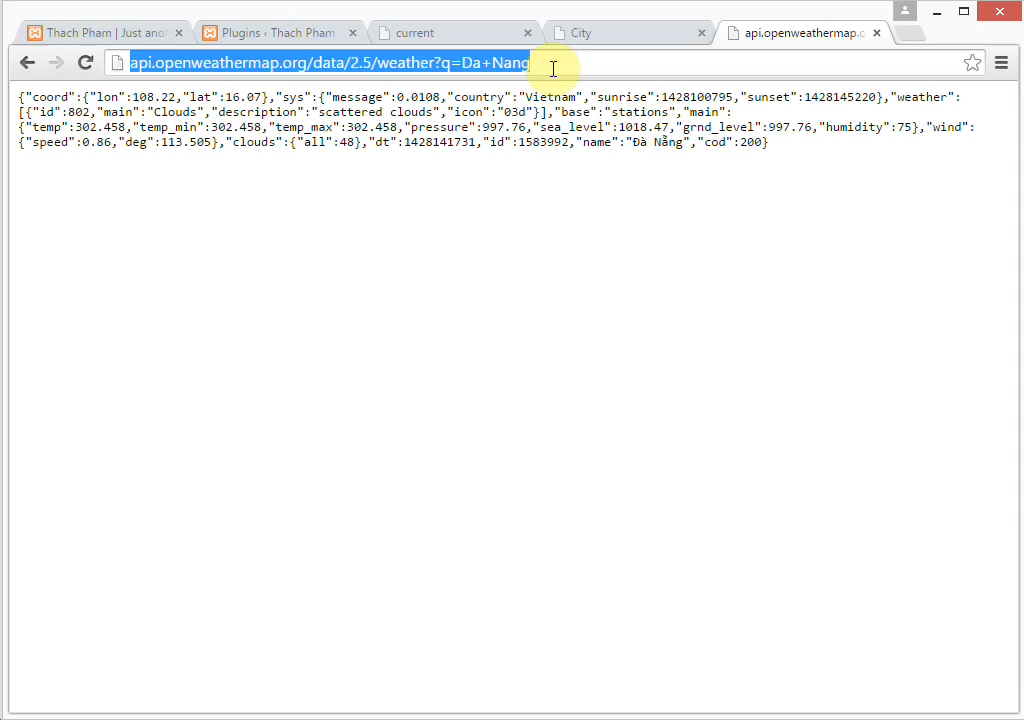 Thach Pham | Just ano
Plugins ‹ Thach Pham
current
City
api.openweathermap.c
api.openweathermap.org/data/2.5/weather?q=Da+Nang
{"coord":{"lon":108.22,"lat":16.07},"sys":{"message":0.0108,"country":"Vietnam","sunrise":1428100795,"sunset":1428145220},"weather":
[{"id":802,"main":"Clouds","description":"scattered clouds","icon":"03d"}],"base":"stations","main":
{"temp":302.458,"temp_min":302.458,"temp_max":302.458,"pressure":997.76,"sea_level":1018.47,"grnd_level":997.76,"humidity":75},"wind":
{"speed":0.86,"deg":113.505},"clouds":{"all":48},"dt":1428141731,"id":1583992,"name":"Đà Nẵng","cod":200}